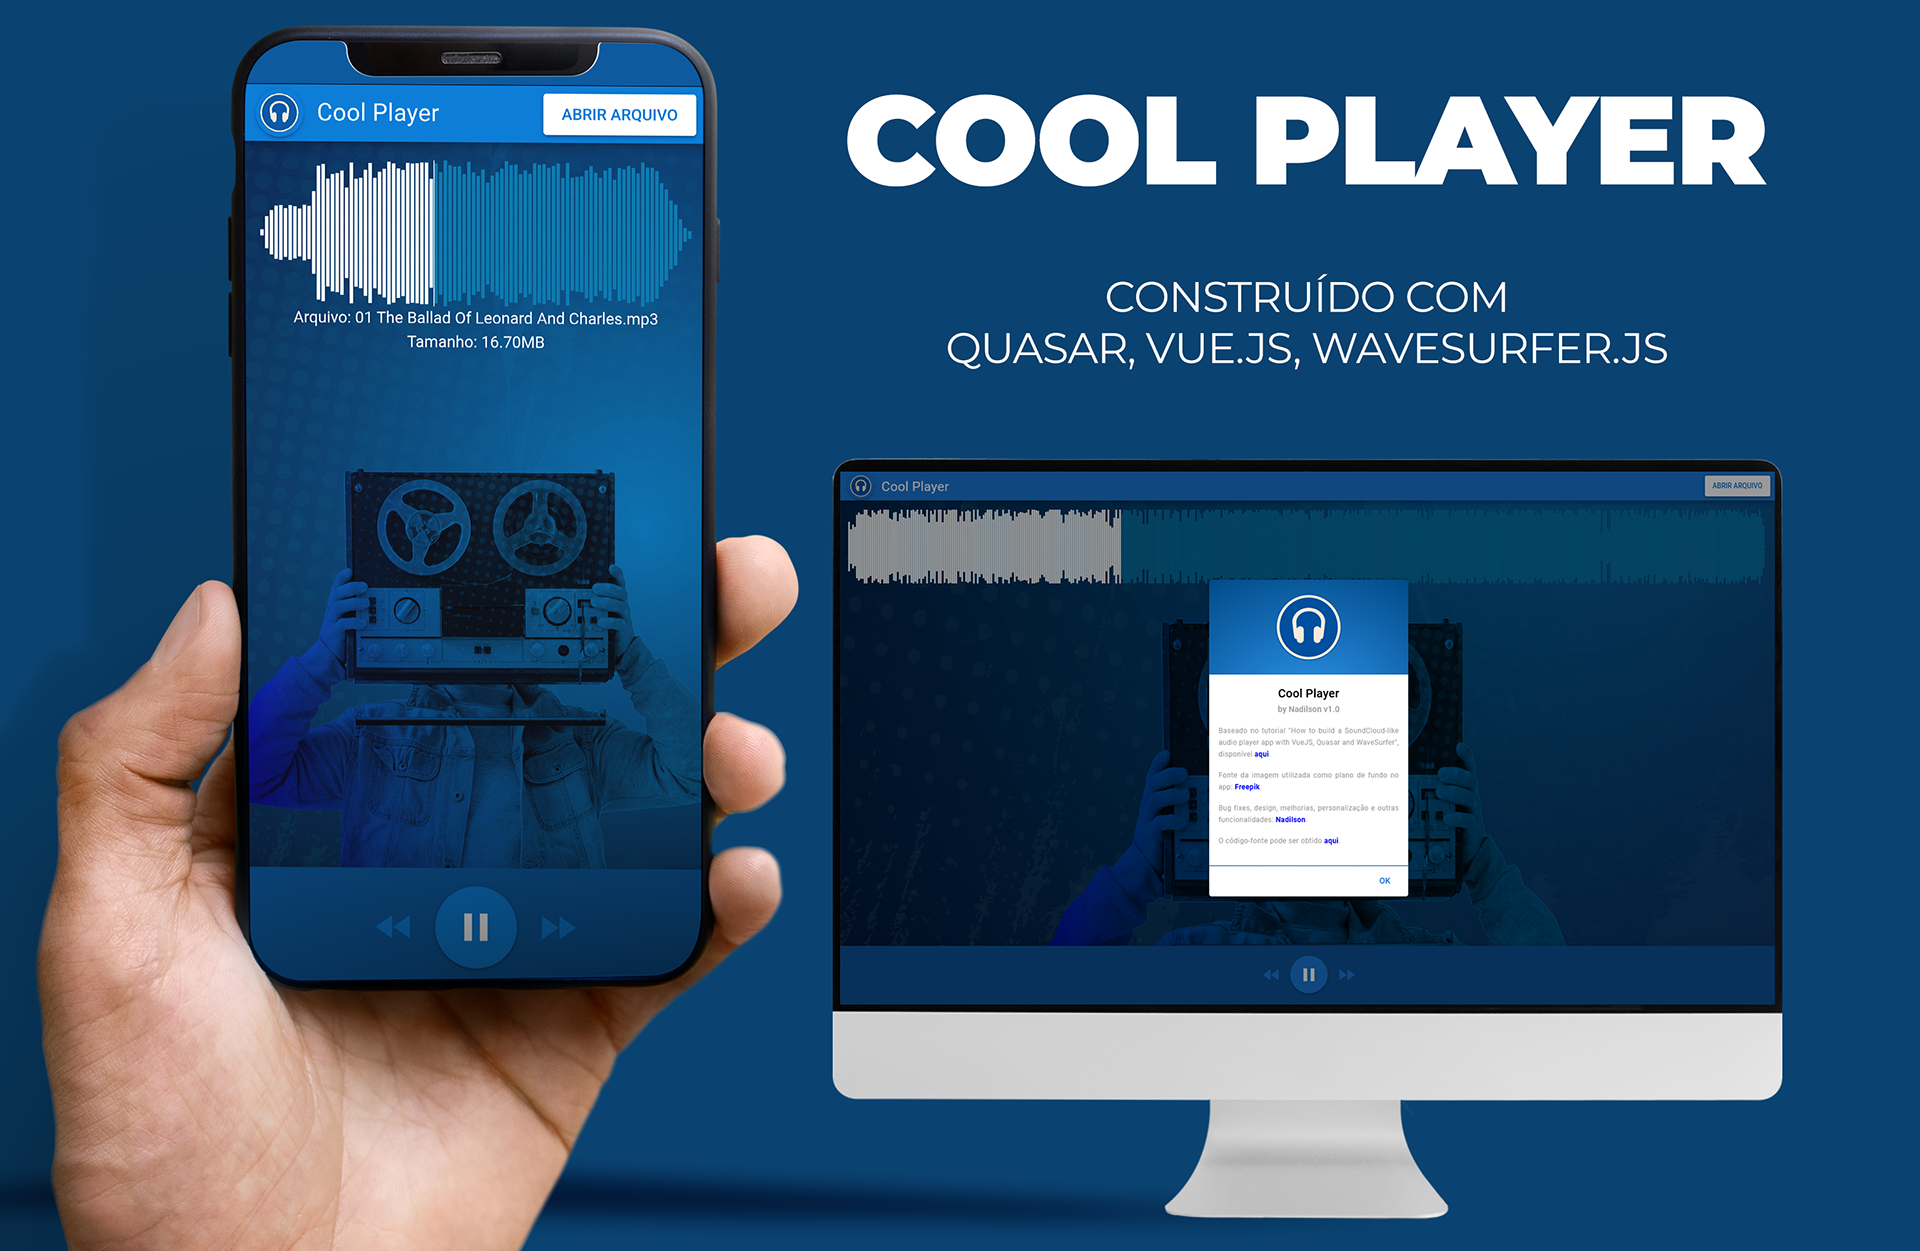 Cool Player
ABRIR ARQUIVO
Arquivo: 01 The Ballad Of Leonard And Charles.mp3
Tamanho: 16.70MB
COOL PLAYER
CONSTRUÍDO COM
QUASAR, VUE.JS, WAVESURFER.JS
Cool Player
ABRIR ARQUIVO
Cool Player
by Nadilson v1.0
Baseado no tutorial "How to build a SoundCloud-like
audio player app with VueJS, Quasar and WaveSurfer",
disponível aqui.
Fonte da imagem utilizada como plano de fundo no
app: Freepik.
Bug fixes, design, melhorias, personalização e outras
funcionalidades: Nadilson
O código-fonte pode ser obtido aqui.
OK